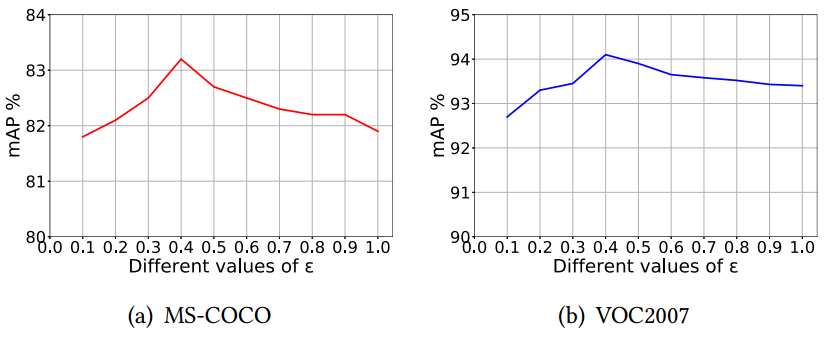 84
83
82
81
80
mAP %
0.0 0.1 0.2 0.3 0.4 0.5 0.6 0.7 0.8 0.9 1.0
Different values of ε
(a) MS-COCO
95
94
93
92
91
90
mAP %
0.0 0.1 0.2 0.3 0.4 0.5 0.6 0.7 0.8 0.9 1.0
Different values of ε
(b) VOC2007